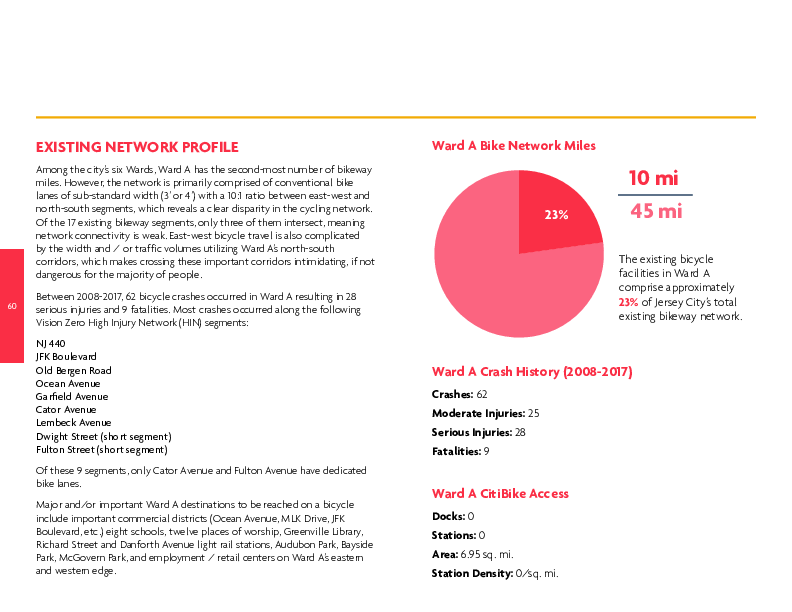 EXISTING NETWORK PROFILE
Among the city's six Wards, Ward A has the second-most number of bikeway
miles. However, the network is primarily comprised of conventional bike
lanes of sub-standard width (3' or 4') with a 10:1 ratio between east-west and
north-south segments, which reveals a clear disparity in the cycling network.
Of the 17 existing bikeway segments, only three of them intersect, meaning
network connectivity is weak. East-west bicycle travel is also complicated
by the width and / or traffic volumes utilizing Ward A's north-south
corridors, which makes crossing these important corridors intimidating, if not
dangerous for the majority of people.
Between 2008-2017, 62 bicycle crashes occurred in Ward A resulting in 28
serious injuries and 9 fatalities. Most crashes occurred along the following
Vision Zero High Injury Network (HIN) segments:
NJ 440
JFK Boulevard
Old Bergen Road
Ocean Avenue
Garfield Avenue
Cator Avenue
Lembeck Avenue
Dwight Street (short segment)
Fulton Street (short segment)
Of these 9 segments, only Cator Avenue and Fulton Avenue have dedicated
bike lanes.
Major and/or important Ward A destinations to be reached on a bicycle
include important commercial districts (Ocean Avenue, MLK Drive, JFK
Boulevard, etc.) eight schools, twelve places of worship, Greenville Library,
Richard Street and Danforth Avenue light rail stations, Audubon Park, Bayside
Park, McGovern Park, and employment / retail centers on Ward A's eastern
and western edge.
60
Ward A Bike Network Miles
23%
10 mi
45 mi
The existing bicycle
facilities in Ward A
comprise approximately
23% of Jersey City's total
existing bikeway network.
Ward A Crash History (2008-2017)
Crashes: 62
Moderate Injuries: 25
Serious Injuries: 28
Fatalities: 9
Ward A CitiBike Access
Docks: 0
Stations: 0
Area: 6.95 sq. mi.
Station Density: 0/sq. mi.